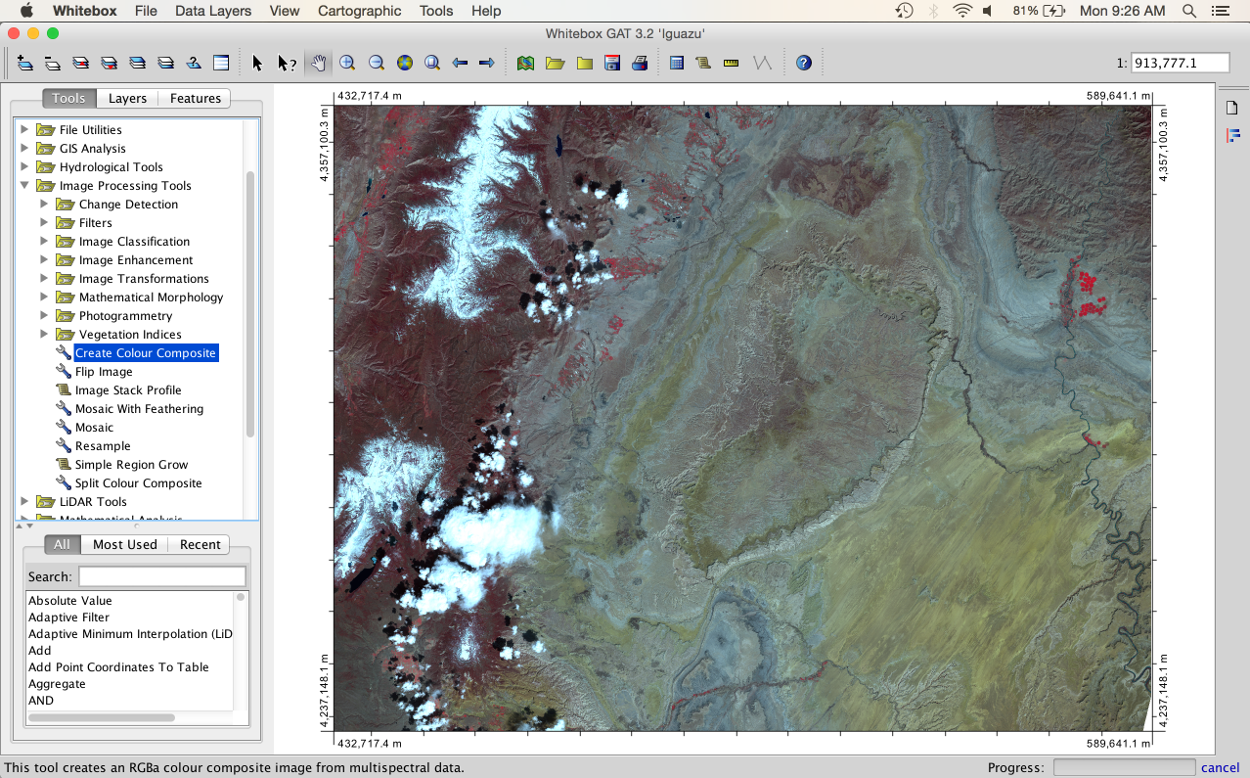 Whitebox File Data Layers View Cartographic Tools Help 81% Mon 9:26 AM
Whitebox GAT 3.2 'Iguazu'
1: 913,777.1
Tools Layers Features
File Utilities
GIS Analysis
Hydrological Tools
Image Processing Tools
Change Detection
Filters
Image Classification
Image Enhancement
Image Transformations
Mathematical Morphology
Photogrammetry
Vegetation Indices
Create Colour Composite
Flip Image
Image Stack Profile
Mosaic With Feathering
Mosaic
Resample
Simple Region Grow
Split Colour Composite
LiDAR Tools
Mathematical Analysis
All Most Used Recent
Search:
Absolute Value
Adaptive Filter
Adaptive Minimum Interpolation (LiD
Add
Add Point Coordinates To Table
Aggregate
AND
432,717.4 m 589,641.1 m
4,357,100.3 m 4,357,100.3 m
4,237,148.1 m 4,237,148.1 m
432,717.4 m 589,641.1 m
This tool creates an RGBa colour composite image from multispectral data. Progress: cancel